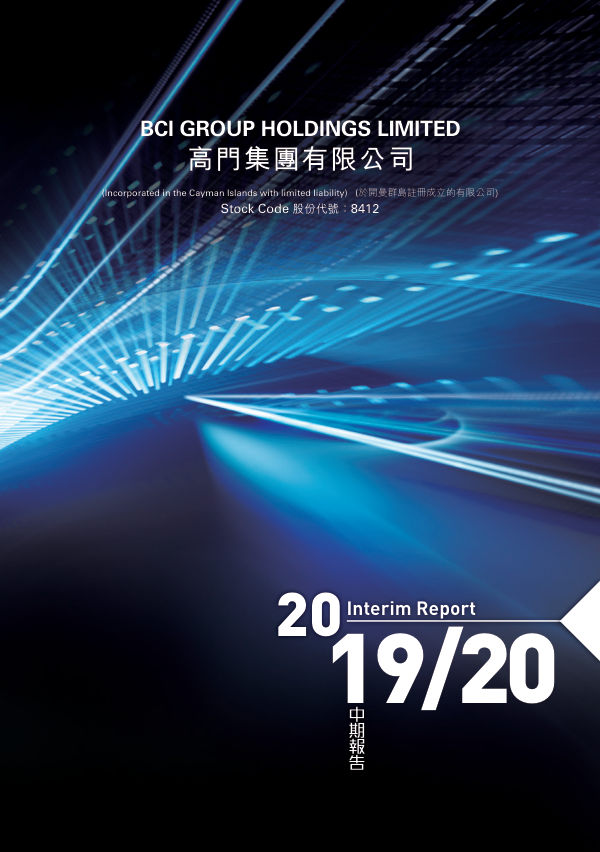 BCI GROUP HOLDINGS LIMITED
高門集團有限公司
(Incorporated in the Cayman Islands with limited liability) (於開曼群島註冊成立的有限公司)
Stock Code 股份代號：8412
20 Interim Report
19/20
中期報告